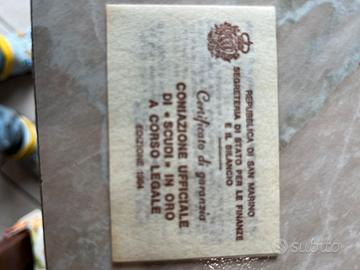 REPUBBLICA DI SAN MARINO
SEGRETERIA DI STATO PER LE FINANZE
E IL BILANCIO
Certificato di garanzia
CONIAZIONE UFFICIALE
DI «SCUDI» IN ORO
A CORSO LEGALE
EDIZIONE 1984
subito